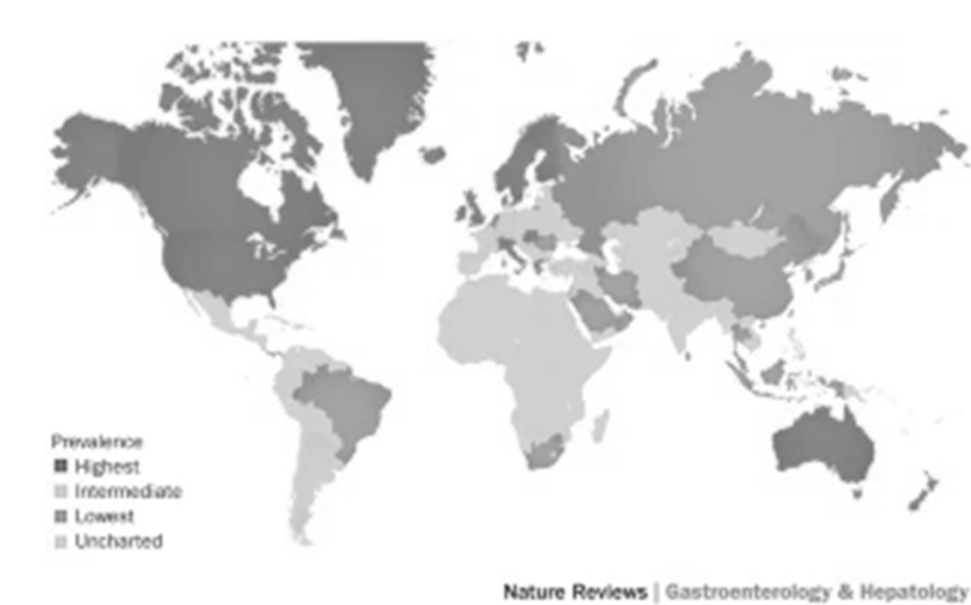 Prevalence
Highest
Intermediate
Lowest
Uncharted
Nature Reviews | Gastroenterology & Hepatology